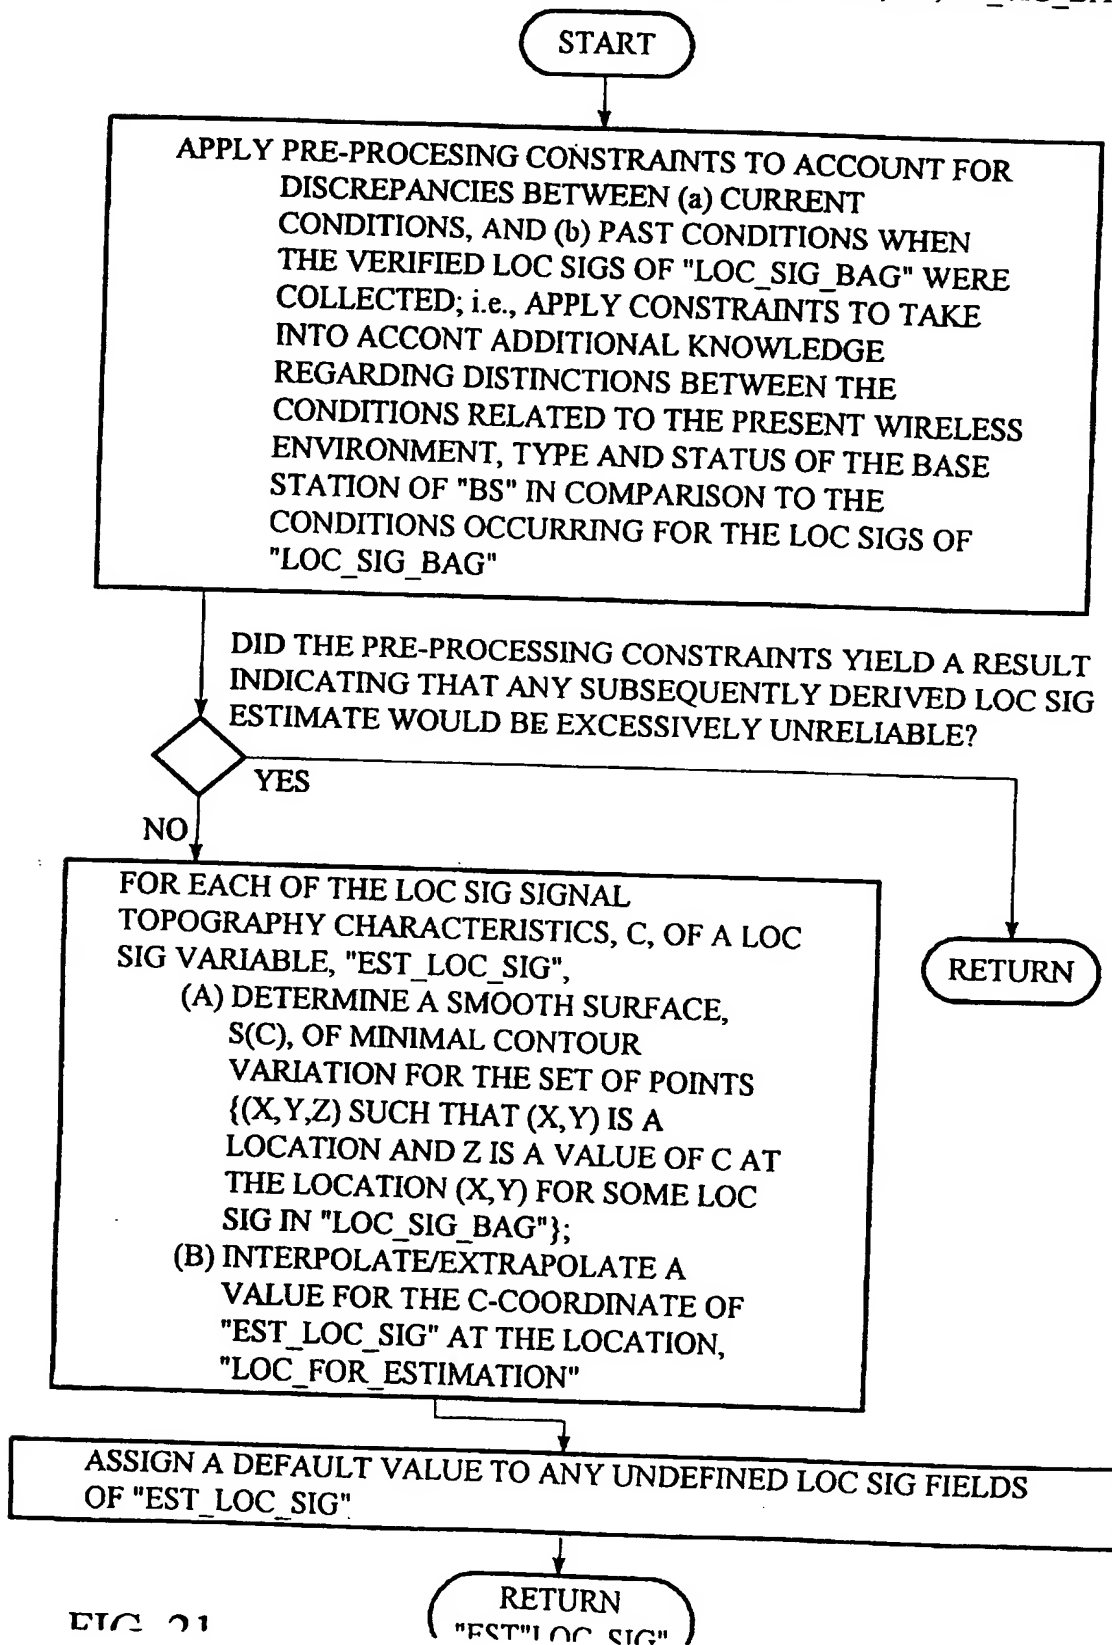 START
APPLY PRE-PROCESING CONSTRAINTS TO ACCOUNT FOR
DISCREPANCIES BETWEEN (a) CURRENT
CONDITIONS, AND (b) PAST CONDITIONS WHEN
THE VERIFIED LOC SIGS OF "LOC_SIG_BAG" WERE
COLLECTED; i.e., APPLY CONSTRAINTS TO TAKE
INTO ACCONT ADDITIONAL KNOWLEDGE
REGARDING DISTINCTIONS BETWEEN THE
CONDITIONS RELATED TO THE PRESENT WIRELESS
ENVIRONMENT, TYPE AND STATUS OF THE BASE
STATION OF "BS" IN COMPARISON TO THE
CONDITIONS OCCURRING FOR THE LOC SIGS OF
"LOC_SIG_BAG"
DID THE PRE-PROCESSING CONSTRAINTS YIELD A RESULT
INDICATING THAT ANY SUBSEQUENTLY DERIVED LOC SIG
ESTIMATE WOULD BE EXCESSIVELY UNRELIABLE?
YES
NO
FOR EACH OF THE LOC SIG SIGNAL
TOPOGRAPHY CHARACTERISTICS, C, OF A LOC
SIG VARIABLE, "EST_LOC_SIG",
(A) DETERMINE A SMOOTH SURFACE,
S(C), OF MINIMAL CONTOUR
VARIATION FOR THE SET OF POINTS
{(X,Y,Z) SUCH THAT (X,Y) IS A
LOCATION AND Z IS A VALUE OF C AT
THE LOCATION (X,Y) FOR SOME LOC
SIG IN "LOC_SIG_BAG"};
(B) INTERPOLATE/EXTRAPOLATE A
VALUE FOR THE C-COORDINATE OF
"EST_LOC_SIG" AT THE LOCATION,
"LOC_FOR_ESTIMATION"
RETURN
ASSIGN A DEFAULT VALUE TO ANY UNDEFINED LOC SIG FIELDS
OF "EST_LOC_SIG"
RETURN
"EST"LOC_SIG"
FIG. 21